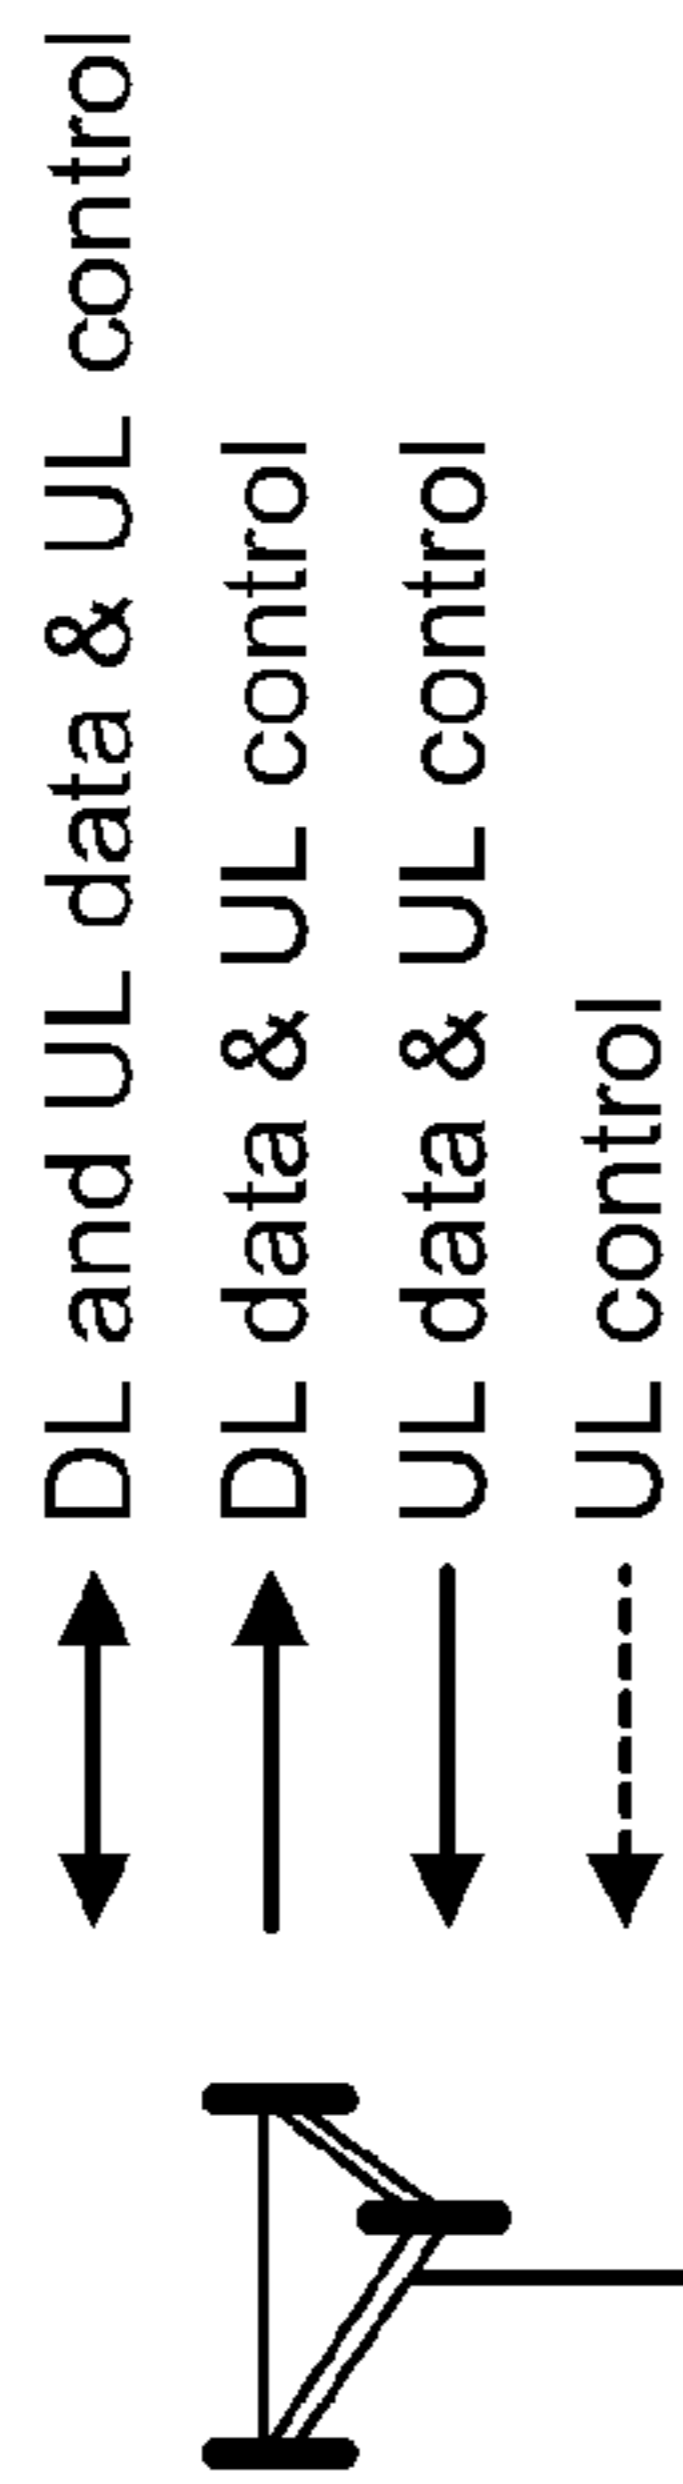 DL and UL data & UL control
DL data & UL control
UL data & UL control
UL control